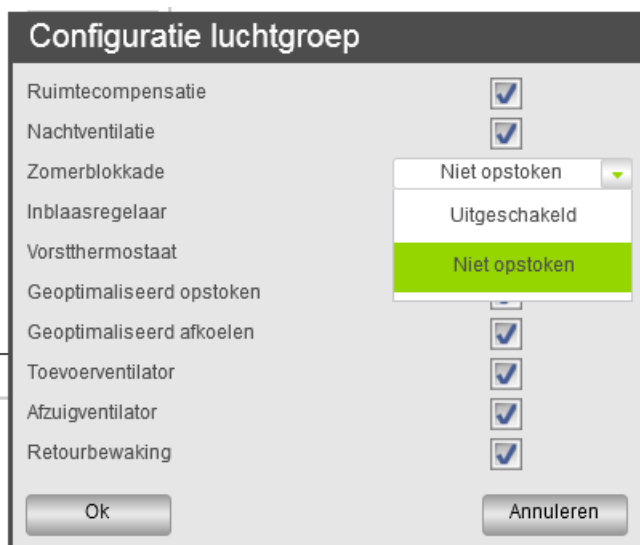 Configuratie luchtgroep
Ruimtecompensatie
Nachtventilatie
Zomerblokkade Niet opstoken
Inblaasregelaar Uitgeschakeld
Vorstthermostaat Niet opstoken
Geoptimaliseerd opstoken
Geoptimaliseerd afkoelen
Toevoerventilator
Afzuigventilator
Retourbewaking
Ok Annuleren